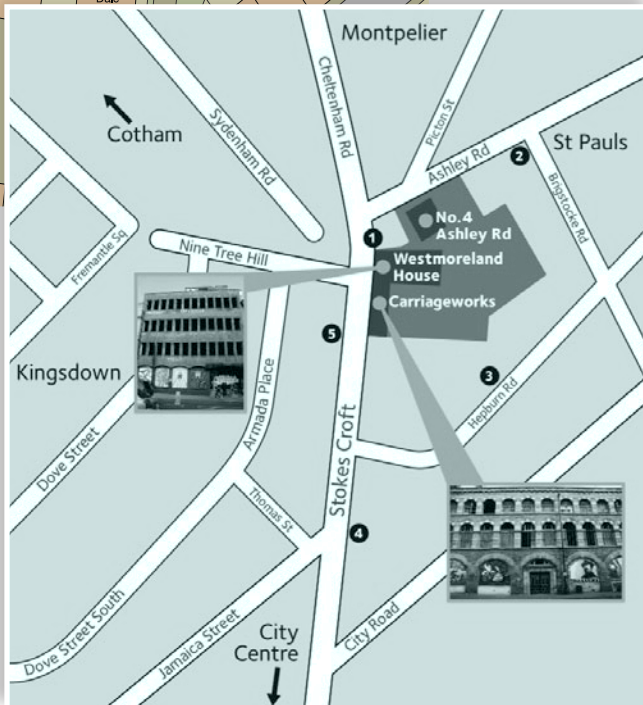 Dale
Montpelier
Cotham
Sydenham Rd
Cheltenham Rd
Picton St
Ashley Rd
St Pauls
2
Brigstocke Rd
No.4
Ashley Rd
1
Fremantle Sq
Nine Tree Hill
Westmoreland
House
Carriageworks
5
Kingsdown
3
Armada Place
Hepburn Rd
Dove Street
Stokes Croft
Thomas St
4
City
Centre
City Road
Jamaica Street
Dove Street South